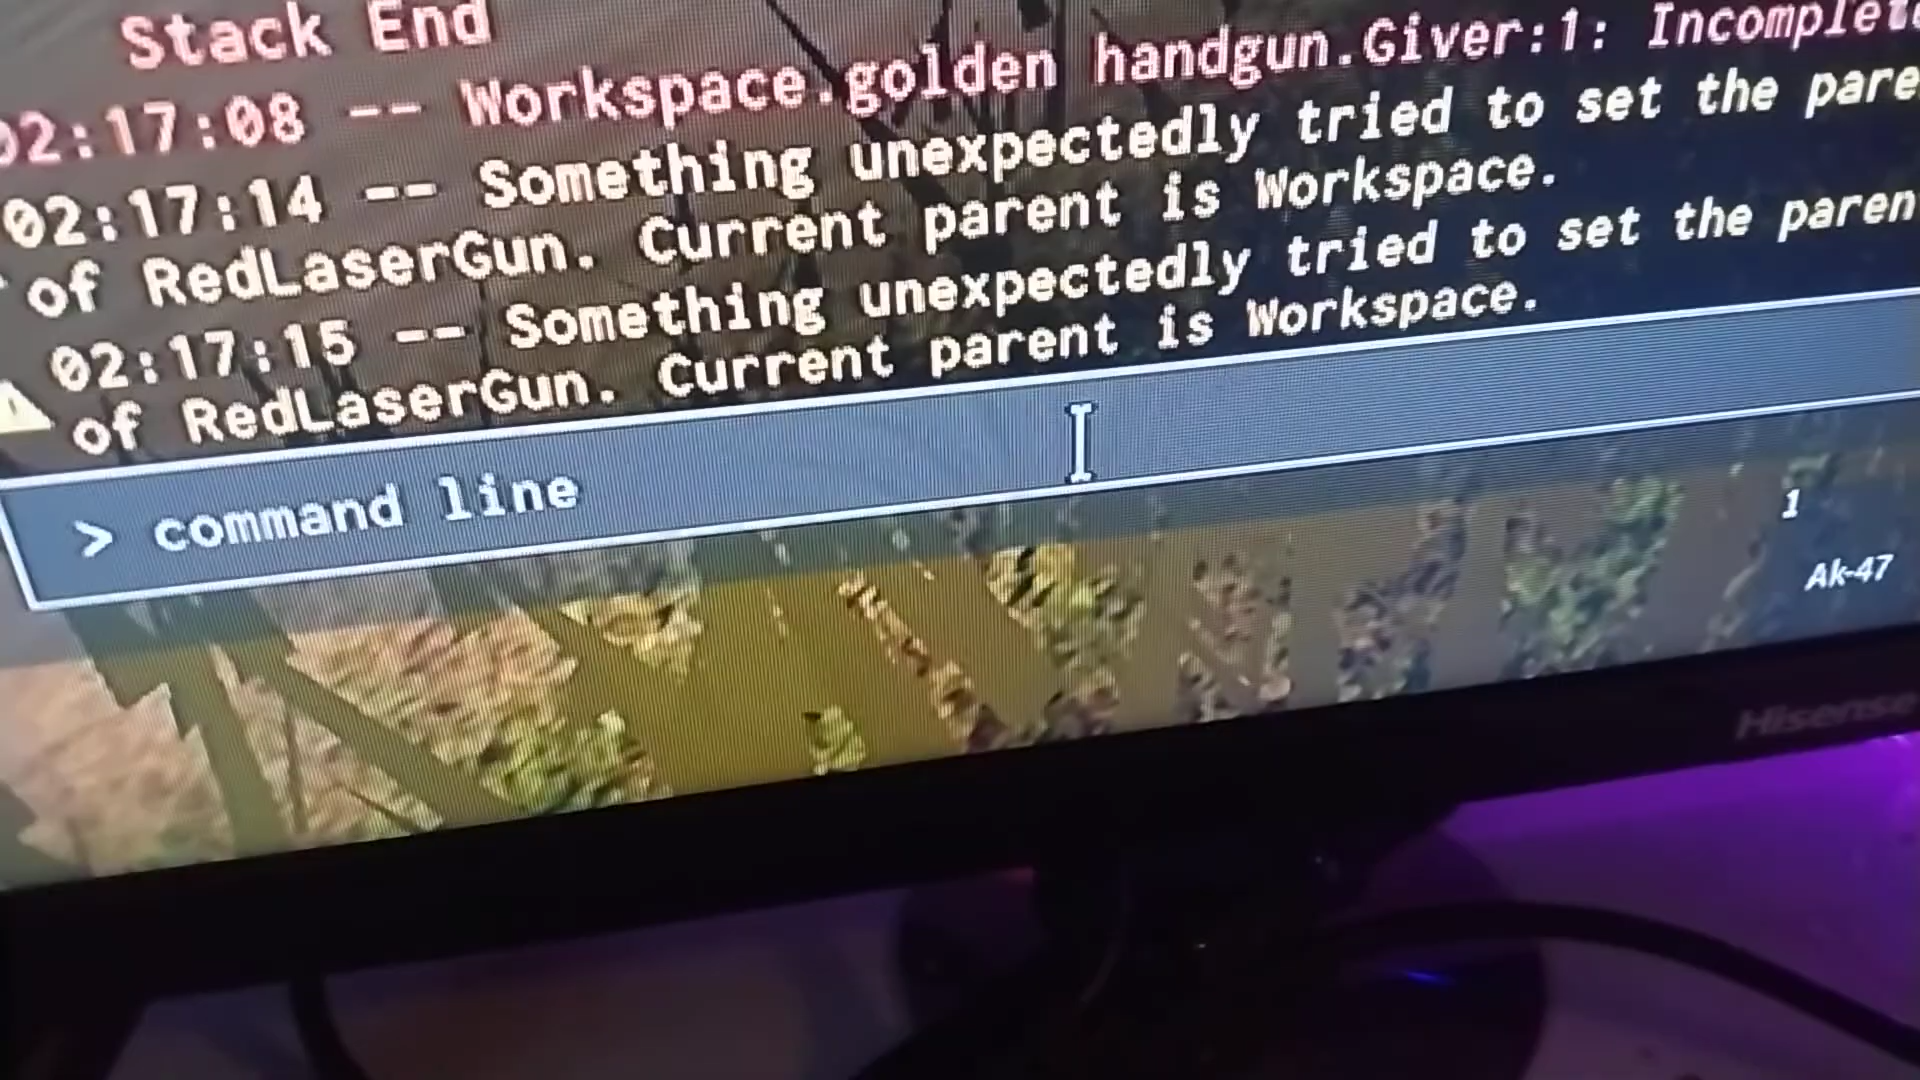 Stack End
02:17:08 -- Workspace.golden handgun.Giver:1: Incomplete
02:17:14 -- Something unexpectedly tried to set the pare
of RedLaserGun. Current parent is Workspace.
02:17:15 -- Something unexpectedly tried to set the paren
of RedLaserGun. Current parent is Workspace.
> command line
1
Ak-47
Hisense